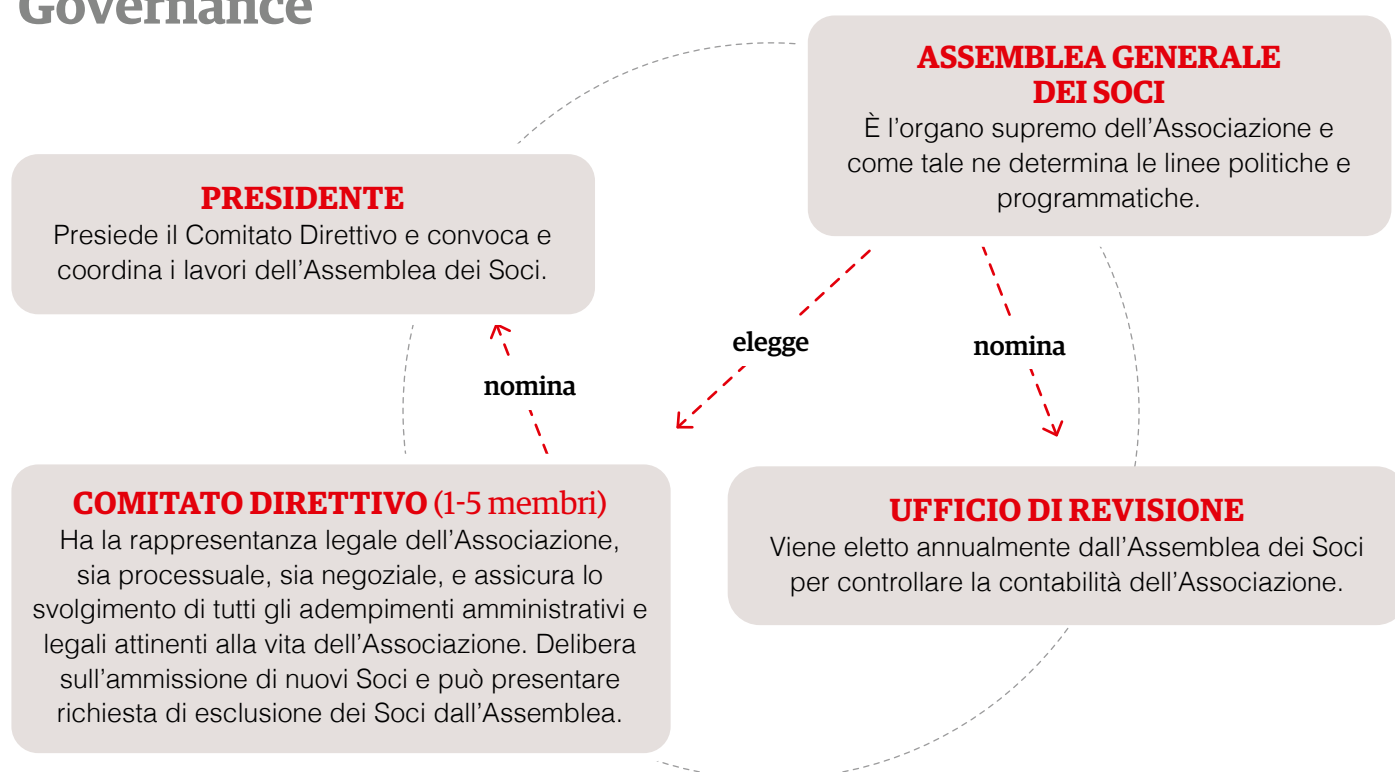 Governance
ASSEMBLEA GENERALE
DEI SOCI
È l’organo supremo dell’Associazione e
come tale ne determina le linee politiche e
programmatiche.
PRESIDENTE
Presiede il Comitato Direttivo e convoca e
coordina i lavori dell’Assemblea dei Soci.
elegge
nomina
nomina
COMITATO DIRETTIVO (1-5 membri)
Ha la rappresentanza legale dell’Associazione,
sia processuale, sia negoziale, e assicura lo
svolgimento di tutti gli adempimenti amministrativi e
legali attinenti alla vita dell’Associazione. Delibera
sull’ammissione di nuovi Soci e può presentare
richiesta di esclusione dei Soci dall’Assemblea.
UFFICIO DI REVISIONE
Viene eletto annualmente dall’Assemblea dei Soci
per controllare la contabilità dell’Associazione.